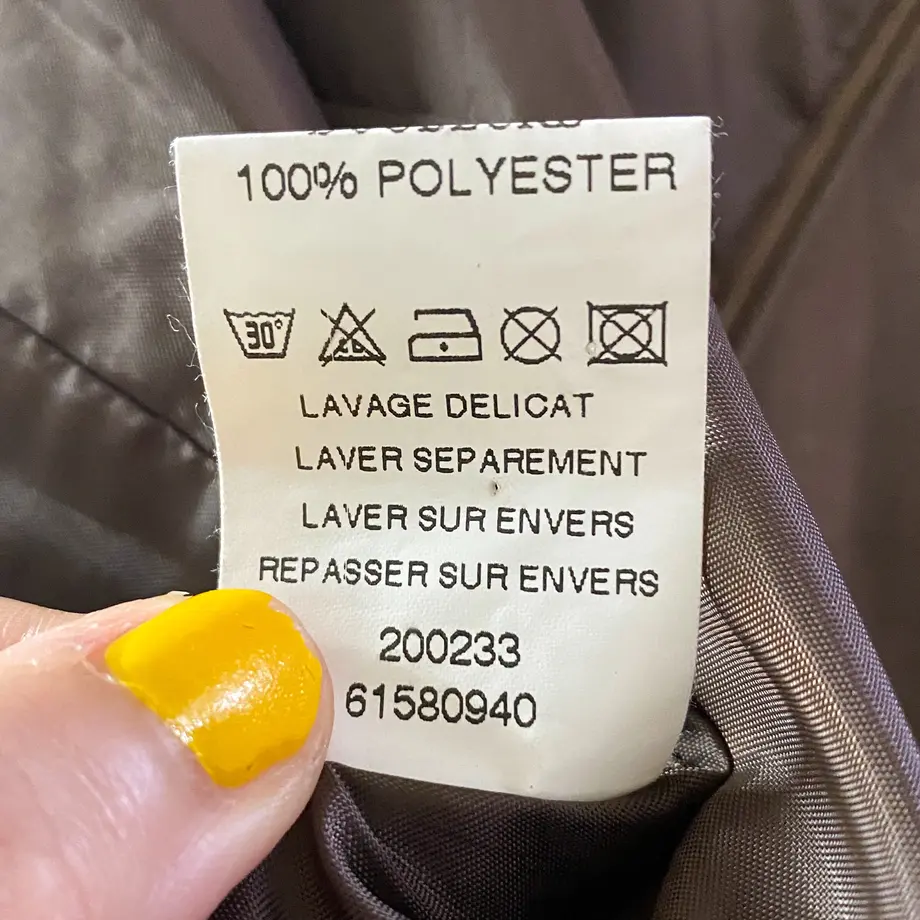 100% POLYESTER
30°
LAVAGE DELICAT
LAVER SEPAREMENT
LAVER SUR ENVERS
REPASSER SUR ENVERS
200233
61580940